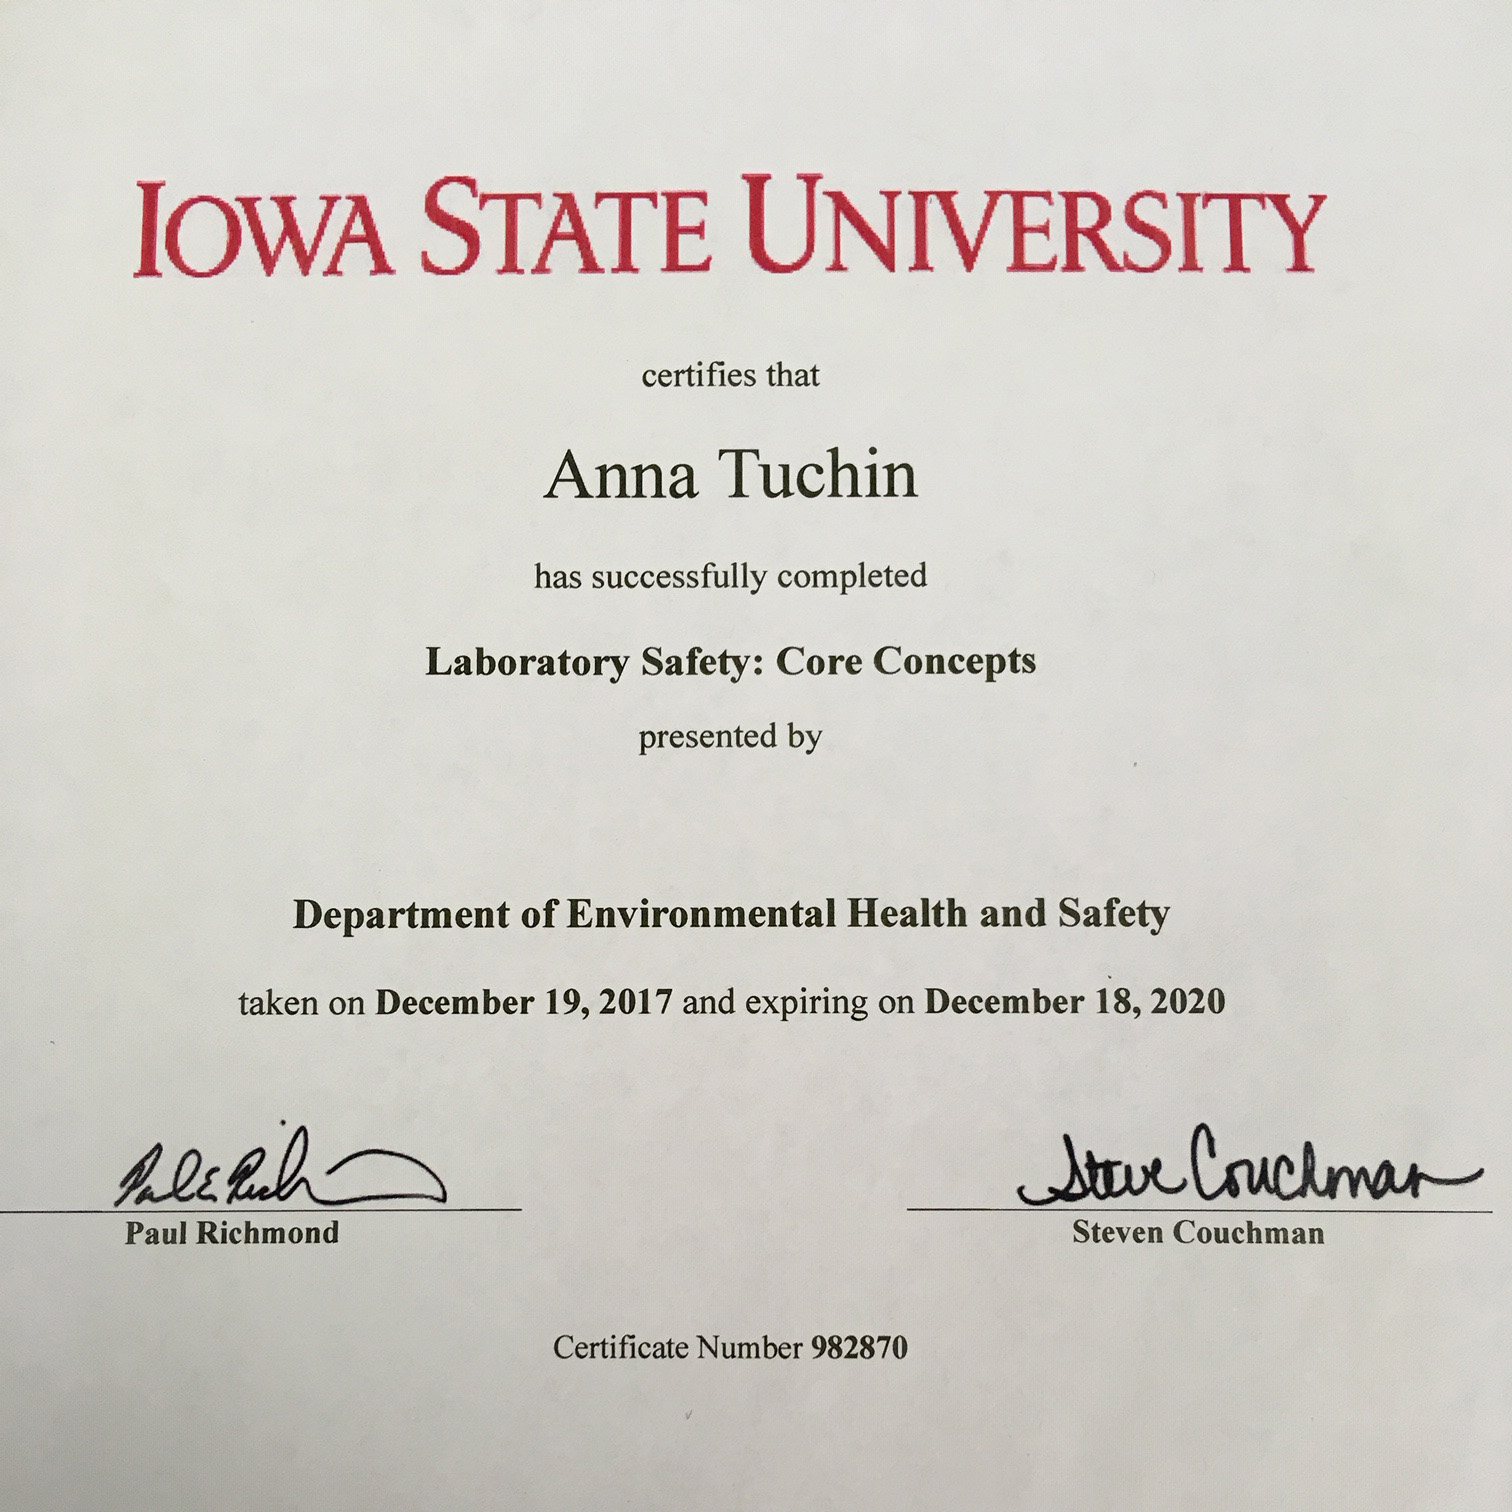 IOWA STATE UNIVERSITY
certifies that
Anna Tuchin
has successfully completed
Laboratory Safety: Core Concepts
presented by
Department of Environmental Health and Safety
taken on December 19, 2017 and expiring on December 18, 2020
Paul E Rich Steve Couchman
Paul Richmond Steven Couchman
Certificate Number 982870